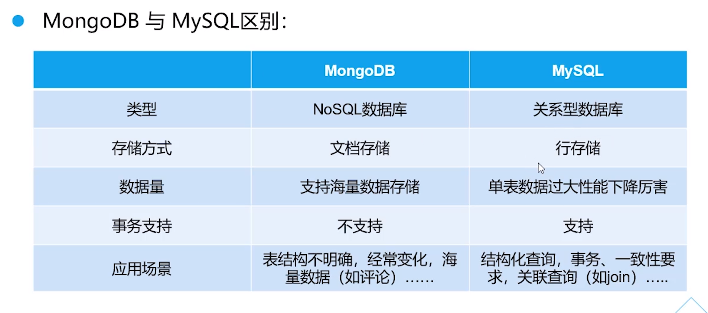 MongoDB 与 MySQL区别：
MongoDB MySQL
类型 NoSQL数据库 关系型数据库
存储方式 文档存储 行存储
数据量 支持海量数据存储 单表数据过大性能下降厉害
事务支持 不支持 支持
应用场景 表结构不明确，经常变化，海 结构化查询，事务、一致性要
量数据（如评论）…… 求，关联查询（如join）…..